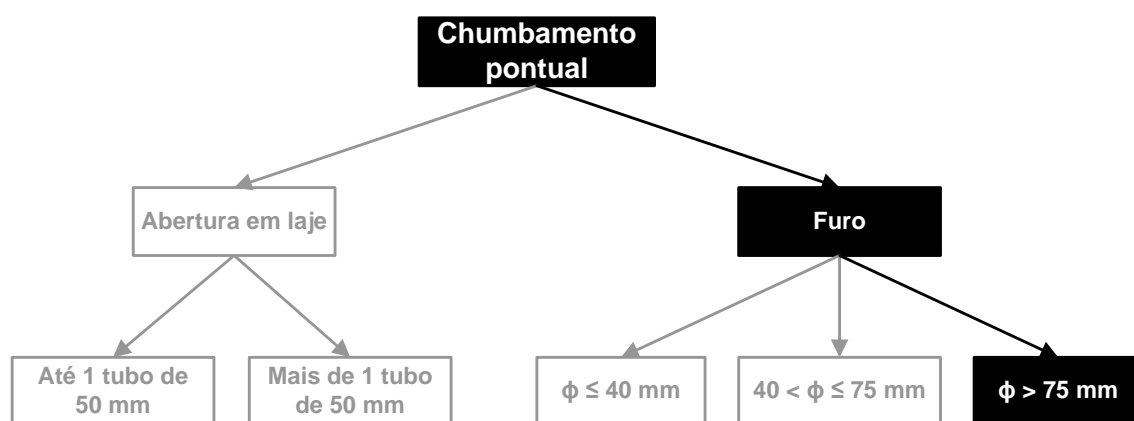 Chumbamento
pontual
Abertura em laje
Furo
Até 1 tubo de
50 mm
Mais de 1 tubo
de 50 mm
ɸ ≤ 40 mm
40 < ɸ ≤ 75 mm
ɸ > 75 mm